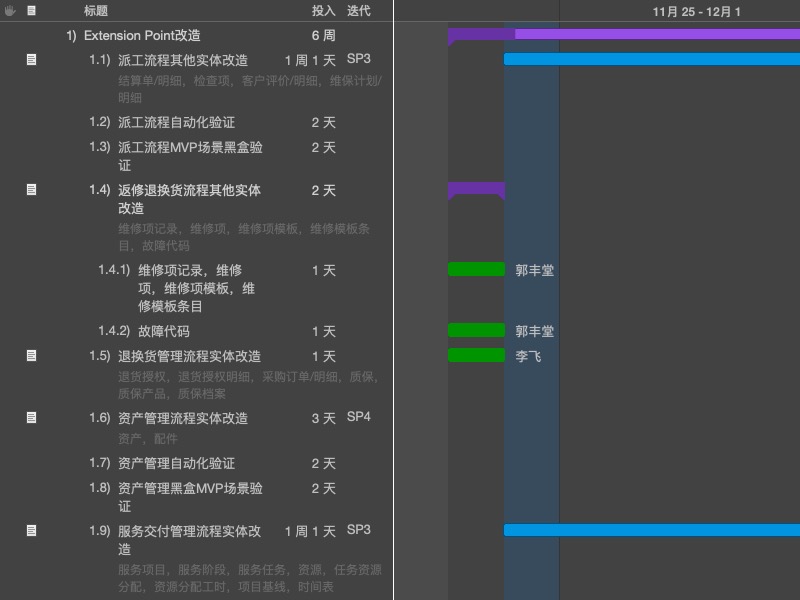 标题 投入 迭代 11月 25 - 12月 1
1) Extension Point改造 6 周
1.1) 派工流程其他实体改造 1 周 1 天 SP3
结算单/明细，检查项，客户评价/明细，维保计划/
明细
1.2) 派工流程自动化验证 2 天
1.3) 派工流程MVP场景黑盒验 2 天
证
1.4) 返修退换货流程其他实体 2 天
改造
维修项记录，维修项，维修项模板，维修模板条
目，故障代码
1.4.1) 维修项记录，维修 1 天 郭丰堂
项，维修项模板，维
修模板条目
1.4.2) 故障代码 1 天 郭丰堂
1.5) 退换货管理流程实体改造 1 天 李飞
退货授权，退货授权明细，采购订单/明细，质保，
质保产品，质保档案
1.6) 资产管理流程实体改造 3 天 SP4
资产，配件
1.7) 资产管理自动化验证 2 天
1.8) 资产管理黑盒MVP场景验 2 天
证
1.9) 服务交付管理流程实体改 1 周 1 天 SP3
造
服务项目，服务阶段，服务任务，资源，任务资源
分配，资源分配工时，项目基线，时间表